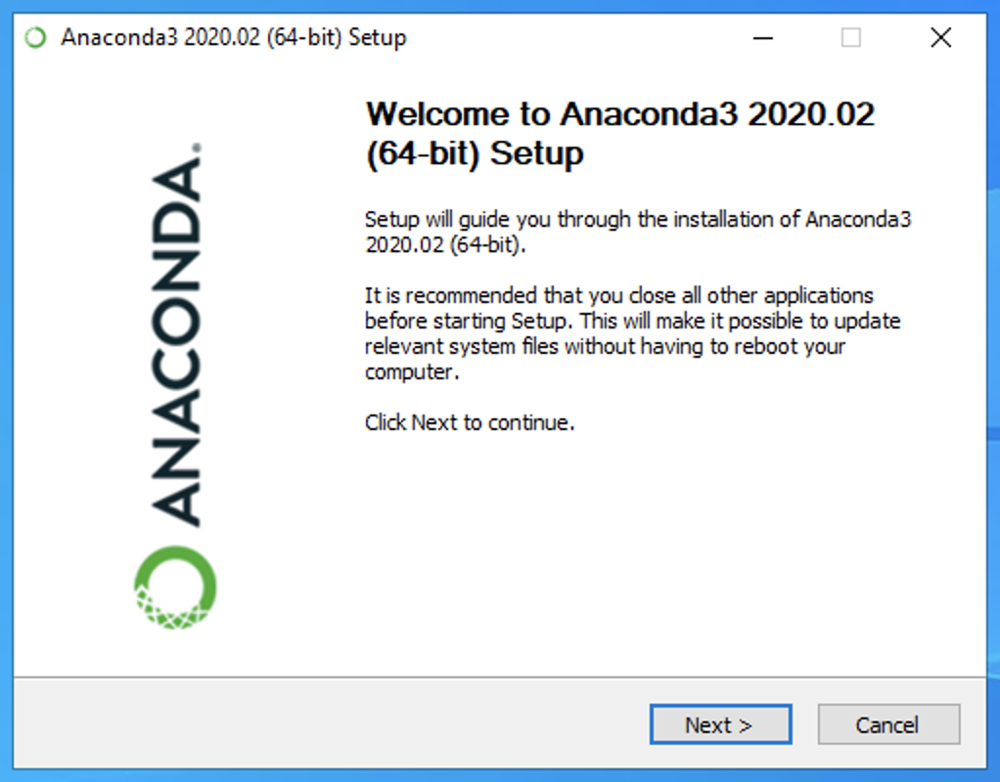 Anaconda3 2020.02 (64-bit) Setup
Welcome to Anaconda3 2020.02
(64-bit) Setup
ANACONDA.®
Setup will guide you through the installation of Anaconda3
2020.02 (64-bit).
It is recommended that you close all other applications
before starting Setup. This will make it possible to update
relevant system files without having to reboot your
computer.
Click Next to continue.
Next >
Cancel